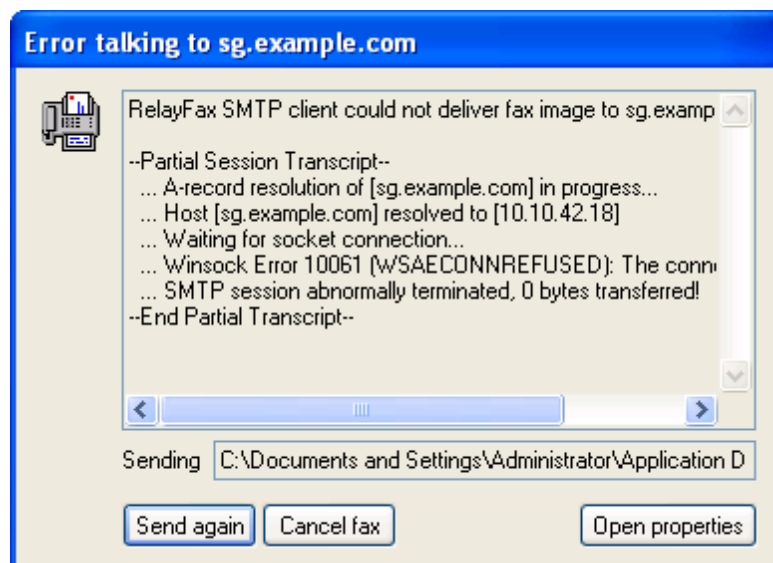 Error talking to sg.example.com
RelayFax SMTP client could not deliver fax image to sg.examp
--Partial Session Transcript--
... A-record resolution of [sg.example.com] in progress...
... Host [sg.example.com] resolved to [10.10.42.18]
... Waiting for socket connection...
... Winsock Error 10061 (WSAECONNREFUSED): The conn
... SMTP session abnormally terminated, 0 bytes transferred!
--End Partial Transcript--
Sending C:\Documents and Settings\Administrator\Application D
Send again Cancel fax Open properties